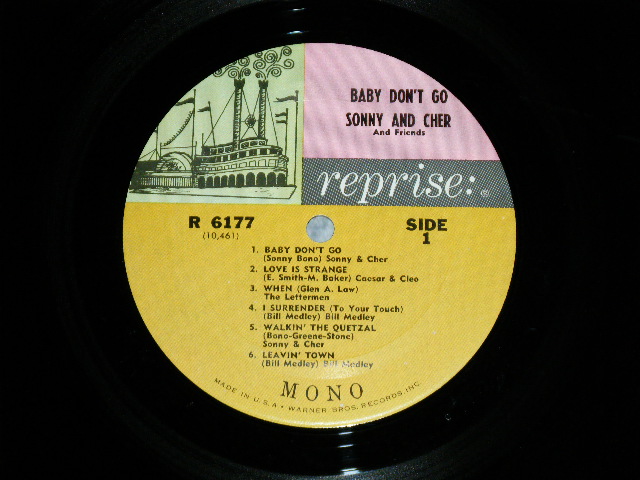 BABY DON'T GO
SONNY AND CHER
And Friends
reprise:
R 6177
(10,461)
SIDE
1
1. BABY DON'T GO
(Sonny Bono) Sonny & Cher
2. LOVE IS STRANGE
(E. Smith-M. Baker) Caesar & Cleo
3. WHEN (Glen A. Law)
The Lettermen
4. I SURRENDER (To Your Touch)
(Bill Medley) Bill Medley
5. WALKIN' THE QUETZAL
(Bono-Greene-Stone)
Sonny & Cher
6. LEAVIN' TOWN
(Bill Medley) Bill Medley
MONO
MADE IN U.S.A. • WARNER BROS. RECORDS, INC.